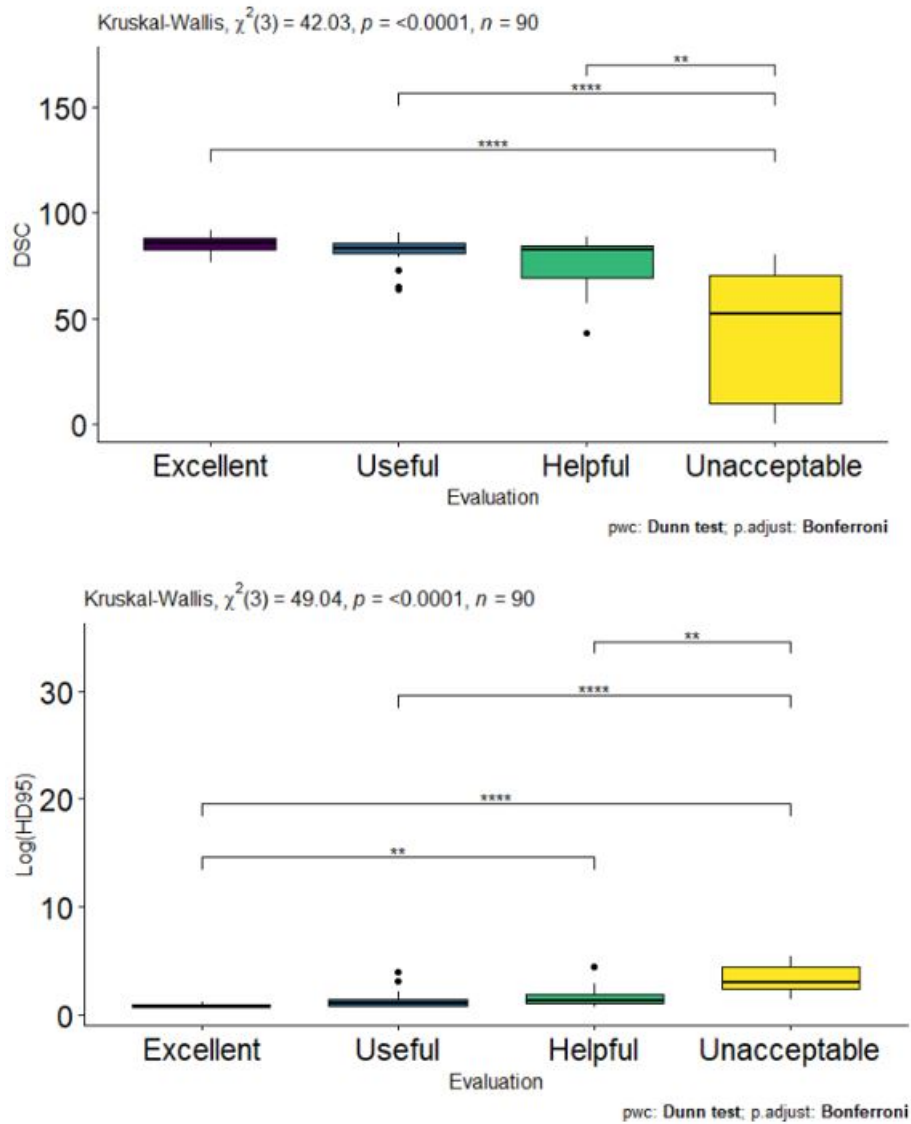 Kruskal-Wallis, χ²(3) = 42.03, p = <0.0001, n = 90
**
****
****
150
100
50
0
DSC
Excellent Useful Helpful Unacceptable
Evaluation
pwc: Dunn test; p.adjust: Bonferroni
Kruskal-Wallis, χ²(3) = 49.04, p = <0.0001, n = 90
**
****
****
**
30
20
10
0
Log(HD95)
Excellent Useful Helpful Unacceptable
Evaluation
pwc: Dunn test; p.adjust: Bonferroni